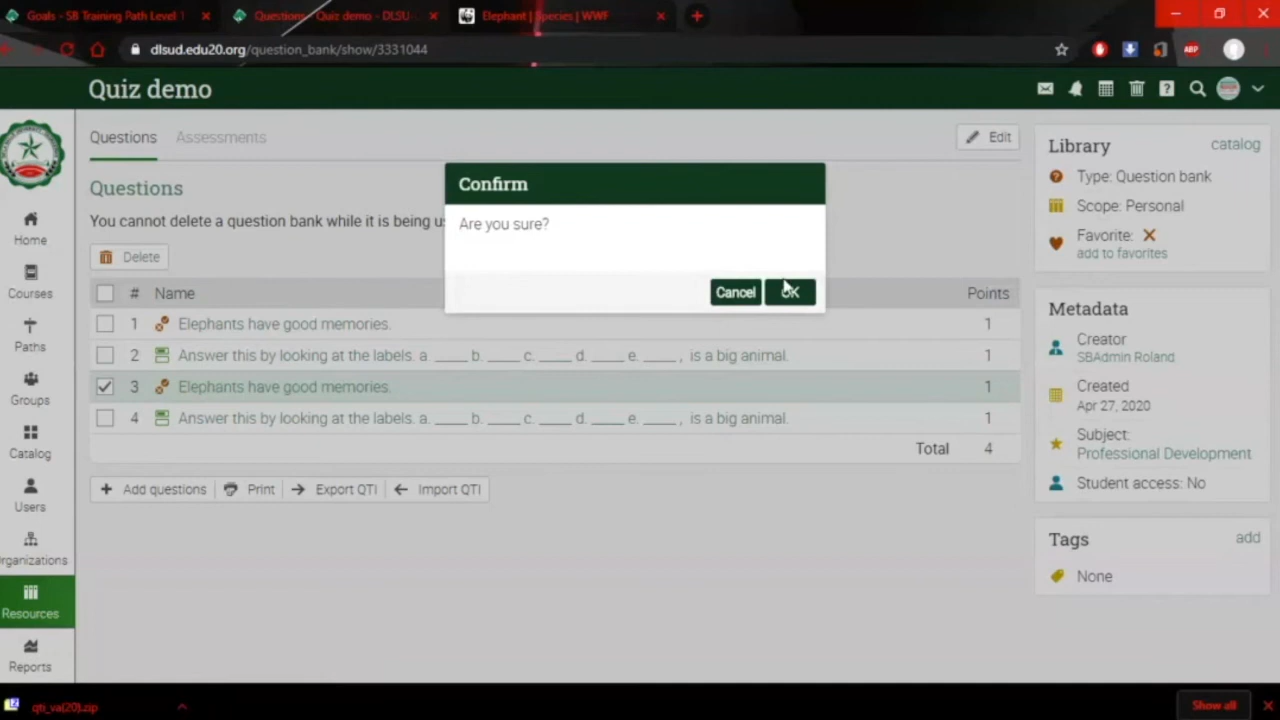 Goals - SB Training Path Level 1
Questions - Quiz demo - DLSU
Elephant | Species | WWF
dlsud.edu20.org/question_bank/show/3331044
ABP
Quiz demo
Questions
Assessments
Edit
Questions
You cannot delete a question bank while it is being
Delete
# Name Points
1 Elephants have good memories. 1
2 Answer this by looking at the labels. a. _____ b. _____ c. _____ d. _____ e. _____ , is a big animal. 1
3 Elephants have good memories. 1
4 Answer this by looking at the labels. a. _____ b. _____ c. _____ d. _____ e. _____ , is a big animal. 1
Total 4
Add questions
Print
Export QTI
Import QTI
Confirm
Are you sure?
Cancel
OK
Home
Courses
Paths
Groups
Catalog
Users
rganizations
Resources
Reports
Library
catalog
Type: Question bank
Scope: Personal
Favorite:
add to favorites
Metadata
Creator
SBAdmin Roland
Created
Apr 27, 2020
Subject:
Professional Development
Student access: No
Tags
add
None
qti_va(20).zip
Show all